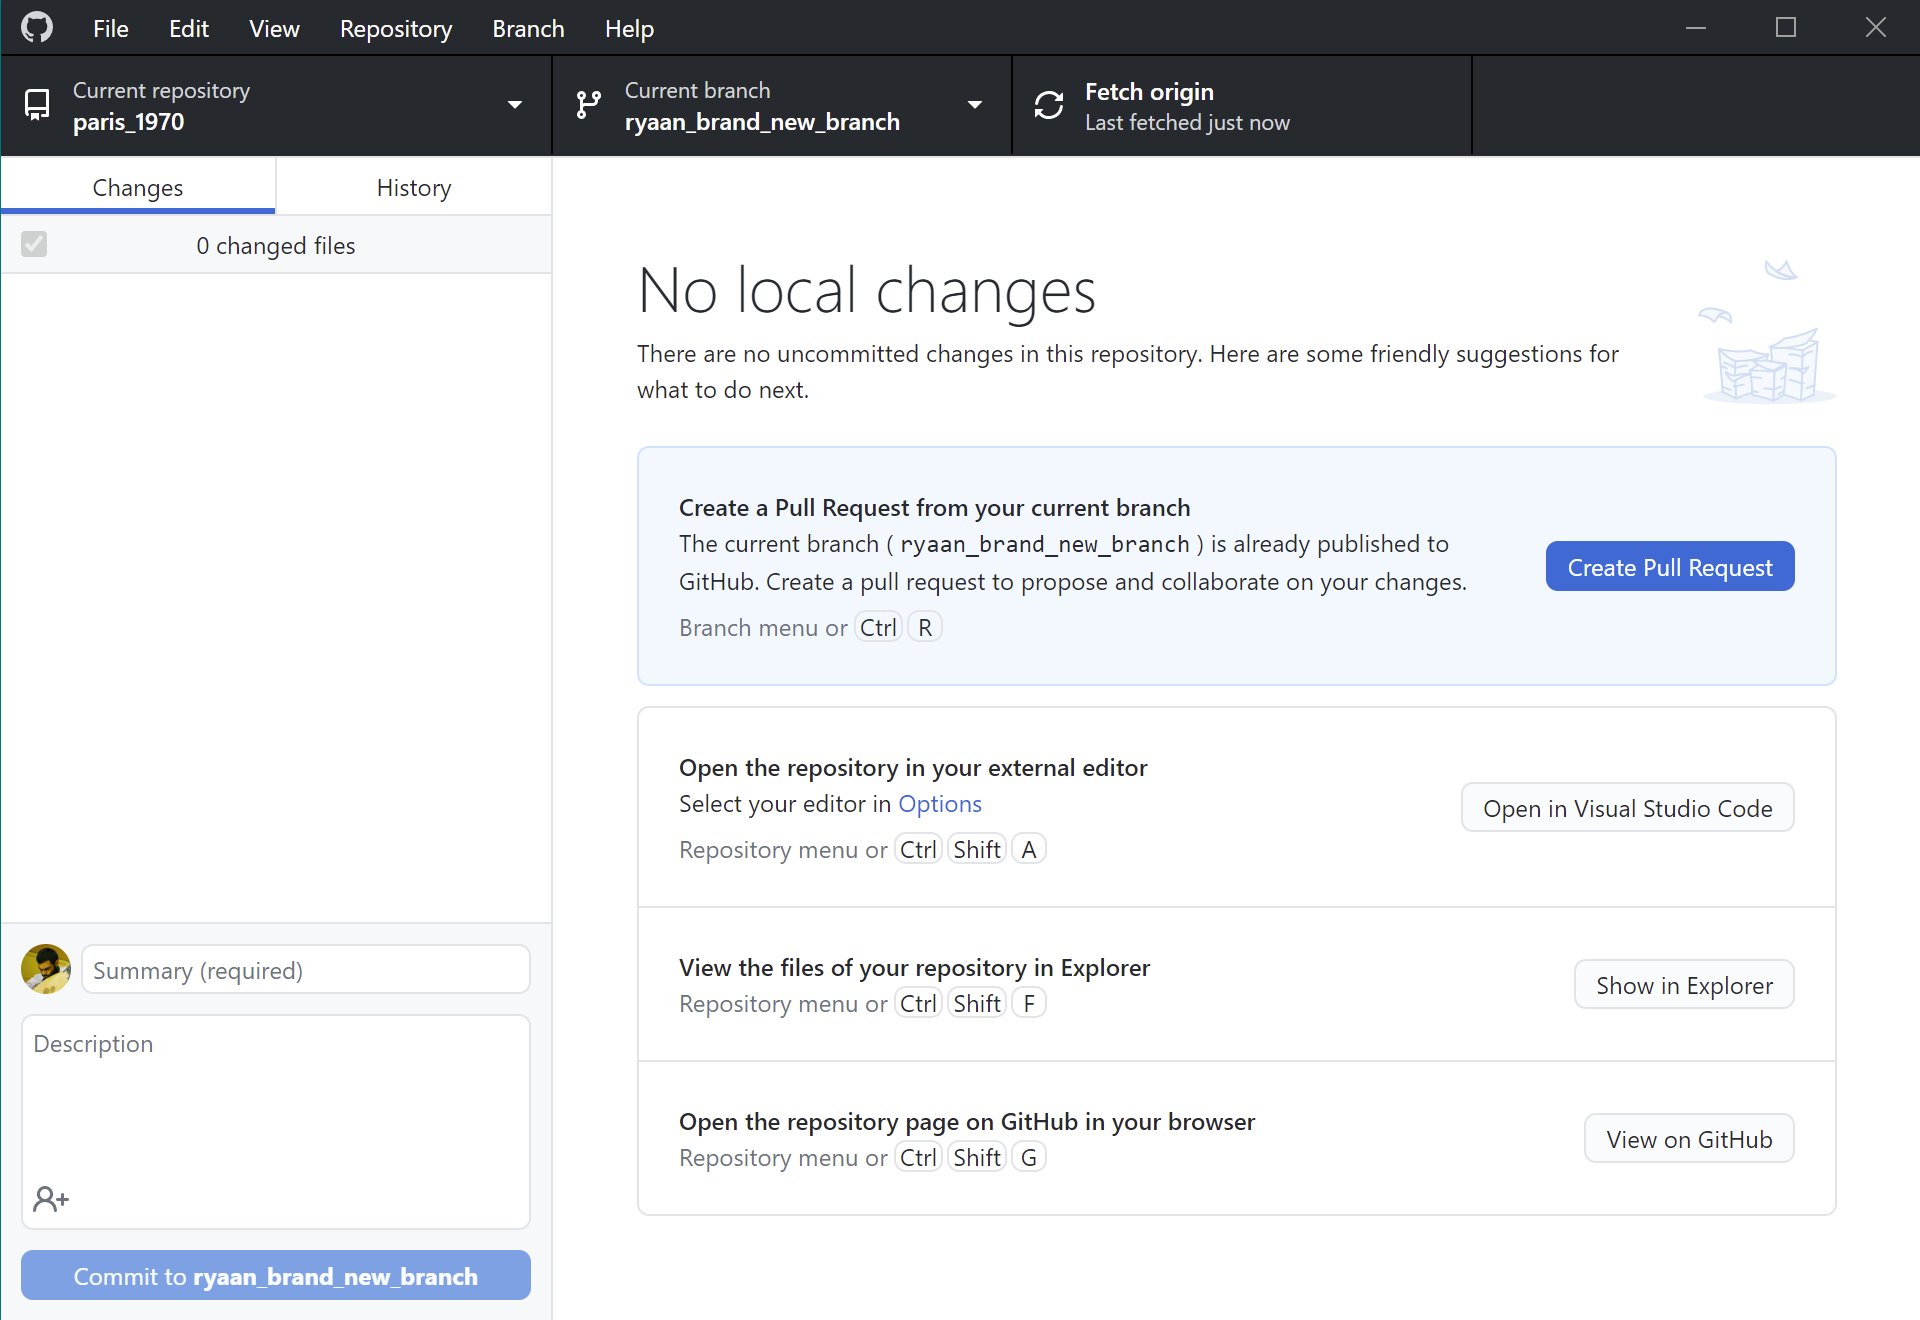 File Edit View Repository Branch Help
Current repository
paris_1970
Current branch
ryaan_brand_new_branch
Fetch origin
Last fetched just now
Changes
History
0 changed files
No local changes
There are no uncommitted changes in this repository. Here are some friendly suggestions for
what to do next.
Create a Pull Request from your current branch
The current branch ( ryaan_brand_new_branch ) is already published to
GitHub. Create a pull request to propose and collaborate on your changes.
Branch menu or Ctrl R
Create Pull Request
Open the repository in your external editor
Select your editor in Options
Repository menu or Ctrl Shift A
Open in Visual Studio Code
View the files of your repository in Explorer
Repository menu or Ctrl Shift F
Show in Explorer
Open the repository page on GitHub in your browser
Repository menu or Ctrl Shift G
View on GitHub
Summary (required)
Description
Commit to ryaan_brand_new_branch